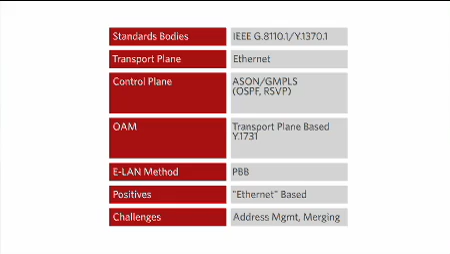 Standards Bodies IEEE G.8110.1/Y.1370.1
Transport Plane Ethernet
Control Plane ASON/GMPLS
(OSPF, RSVP)
OAM Transport Plane Based
Y.1731
E-LAN Method PBB
Positives "Ethernet" Based
Challenges Address Mgmt, Merging